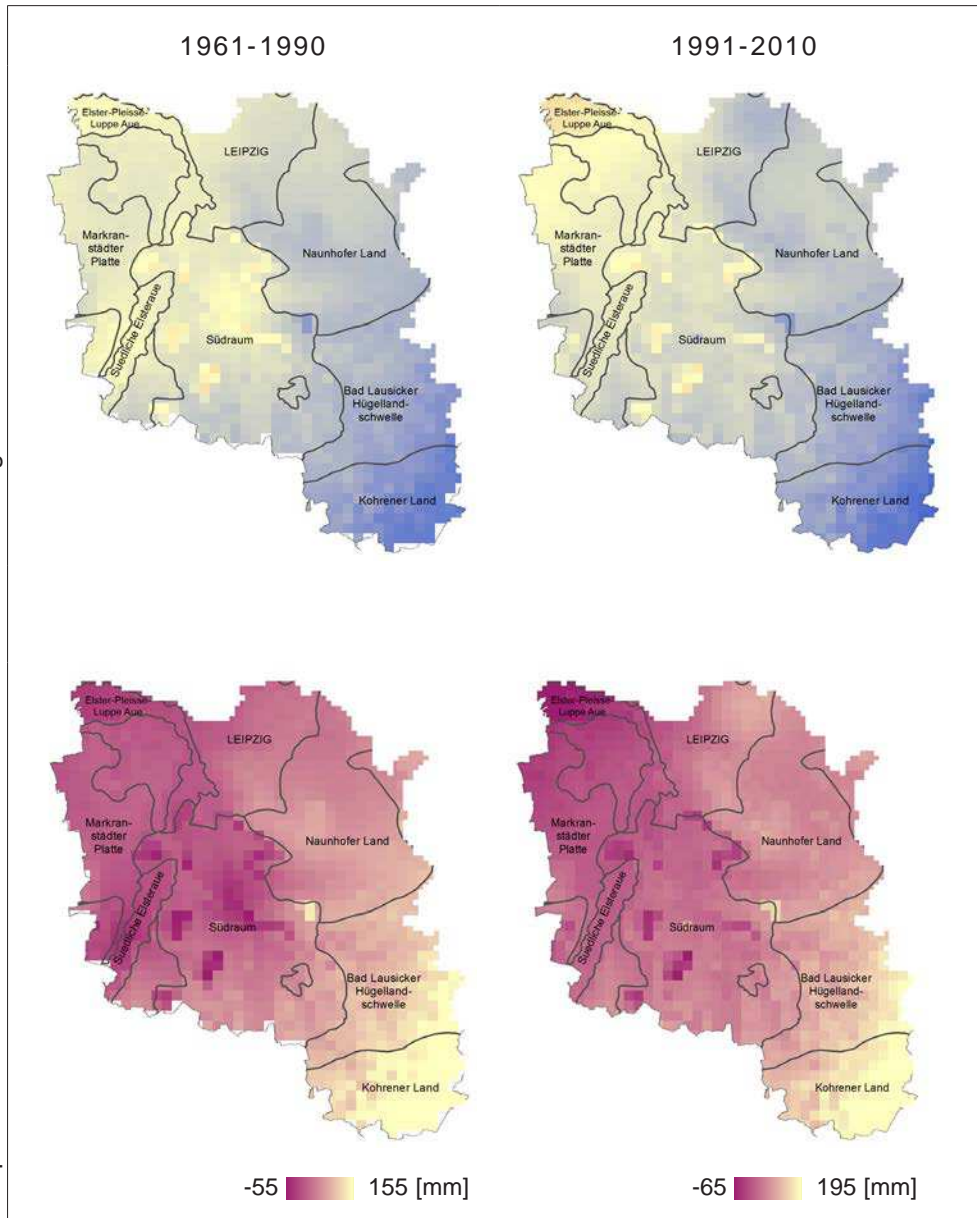 1961-1990
1991-2010
Elster-Pleisse-
Luppe Aue
LEIPZIG
Markran-
städter
Platte
Naunhofer Land
Suedliche Elsteraue
Südraum
Bad Lausicker
Hügelland-
schwelle
Kohrener Land
Elster-Pleisse-
Luppe Aue
LEIPZIG
Markran-
städter
Platte
Naunhofer Land
Suedliche Elsteraue
Südraum
Bad Lausicker
Hügelland-
schwelle
Kohrener Land
Elster-Pleisse-
Luppe Aue
LEIPZIG
Markran-
städter
Platte
Naunhofer Land
Suedliche Elsteraue
Südraum
Bad Lausicker
Hügelland-
schwelle
Kohrener Land
-55 155 [mm]
Elster-Pleisse-
Luppe Aue
LEIPZIG
Markran-
städter
Platte
Naunhofer Land
Suedliche Elsteraue
Südraum
Bad Lausicker
Hügelland-
schwelle
Kohrener Land
-65 195 [mm]